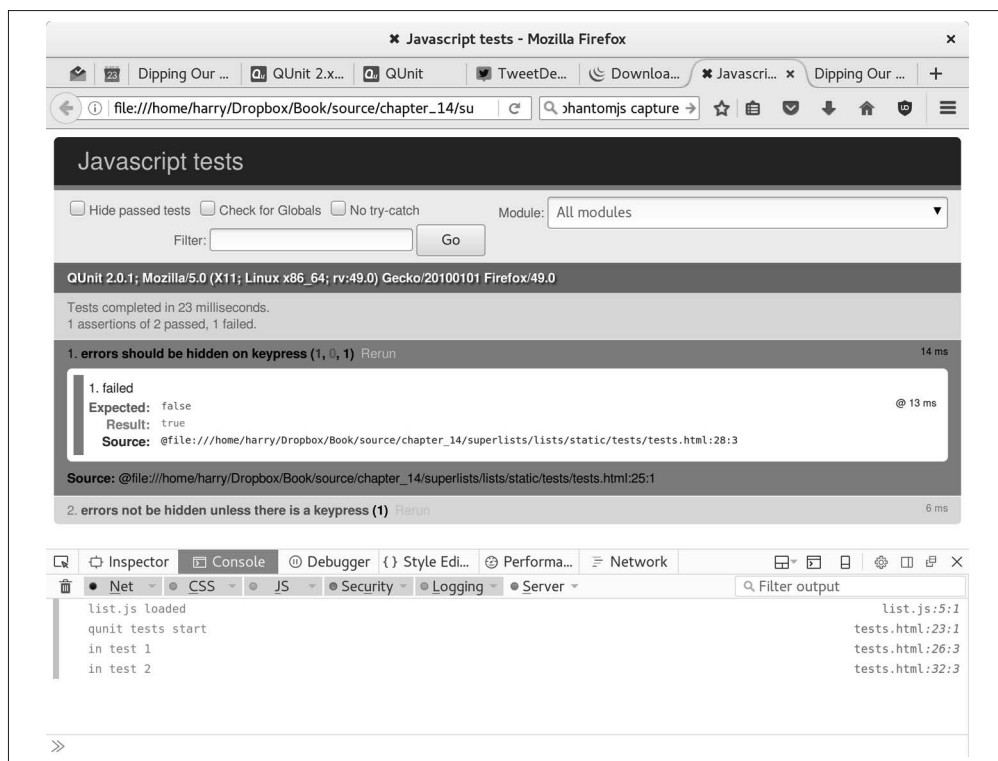 ✖ Javascript tests - Mozilla Firefox ×
23 Dipping Our ... QUnit 2.x... QUnit TweetDe... Downloa... ✖ Javascri... × Dipping Our ... +
file:///home/harry/Dropbox/Book/source/chapter_14/su phantomjs capture →
Javascript tests
Hide passed tests Check for Globals No try-catch Module: All modules
Filter: Go
QUnit 2.0.1; Mozilla/5.0 (X11; Linux x86_64; rv:49.0) Gecko/20100101 Firefox/49.0
Tests completed in 23 milliseconds.
1 assertions of 2 passed, 1 failed.
1. errors should be hidden on keypress (1, 0, 1) Rerun 14 ms
1. failed
Expected: false @ 13 ms
Result: true
Source: @file:///home/harry/Dropbox/Book/source/chapter_14/superlists/lists/static/tests/tests.html:28:3
Source: @file:///home/harry/Dropbox/Book/source/chapter_14/superlists/lists/static/tests/tests.html:25:1
2. errors not be hidden unless there is a keypress (1) Rerun 6 ms
Inspector Console Debugger {} Style Edi... Performa... Network
Net CSS JS Security Logging Server Filter output
list.js loaded list.js:5:1
qunit tests start tests.html:23:1
in test 1 tests.html:26:3
in test 2 tests.html:32:3
≫